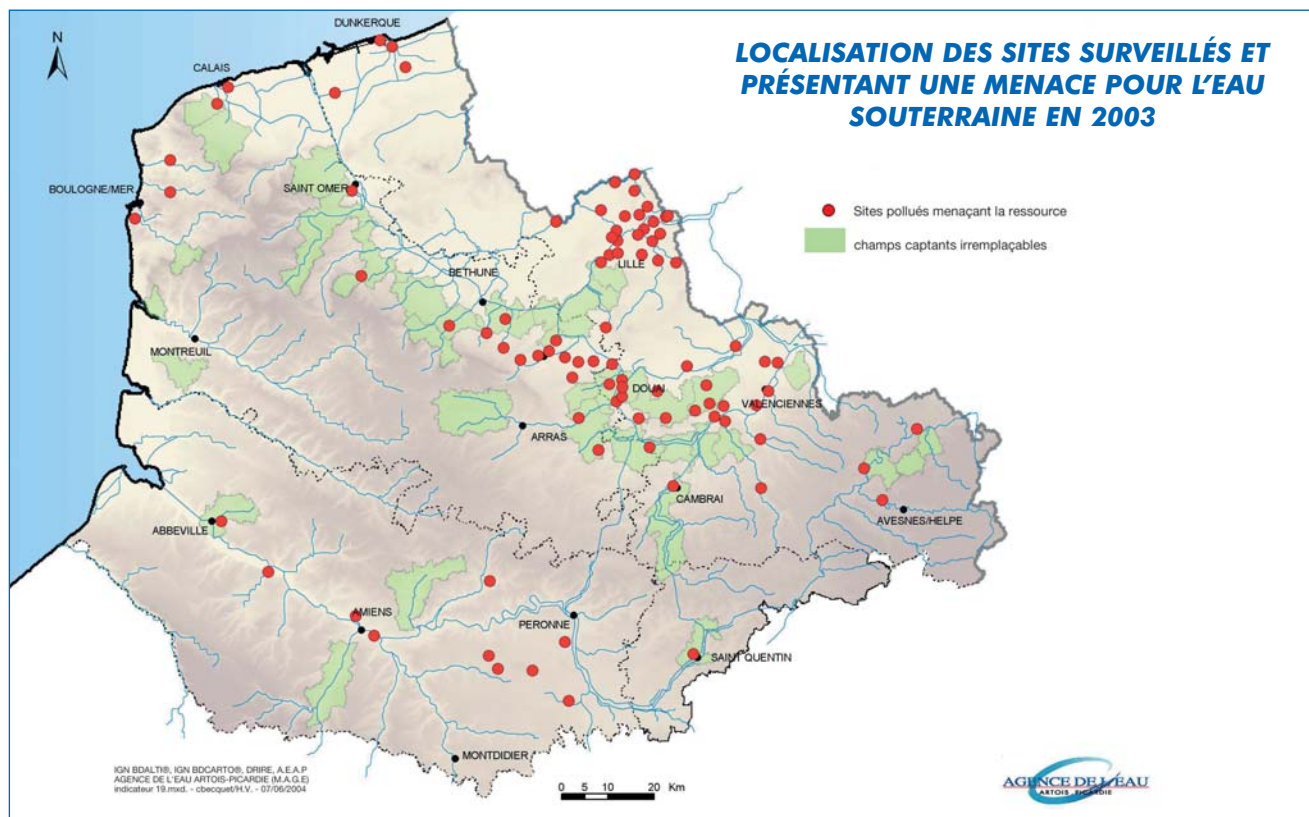 LOCALISATION DES SITES SURVEILLÉS ET
PRÉSENTANT UNE MENACE POUR L'EAU
SOUTERRAINE EN 2003
N
DUNKERQUE
CALAIS
BOULOGNE/MER
SAINT OMER
Sites pollués menaçant la ressource
champs captants irremplaçables
LILLE
BETHUNE
MONTREUIL
DOUAI
VALENCIENNES
ARRAS
CAMBRAI
AVESNES/HELPE
ABBEVILLE
AMIENS
PERONNE
SAINT QUENTIN
MONTDIDIER
IGN BDALTI®, IGN BDCARTO®, DRIRE, A.E.A.P
AGENCE DE L'EAU ARTOIS-PICARDIE (M.A.G.E)
indicateur 19.mxd. - cbecquet/H.V. - 07/06/2004
0 5 10 20 Km
AGENCE DE L'EAU
ARTOIS PICARDIE